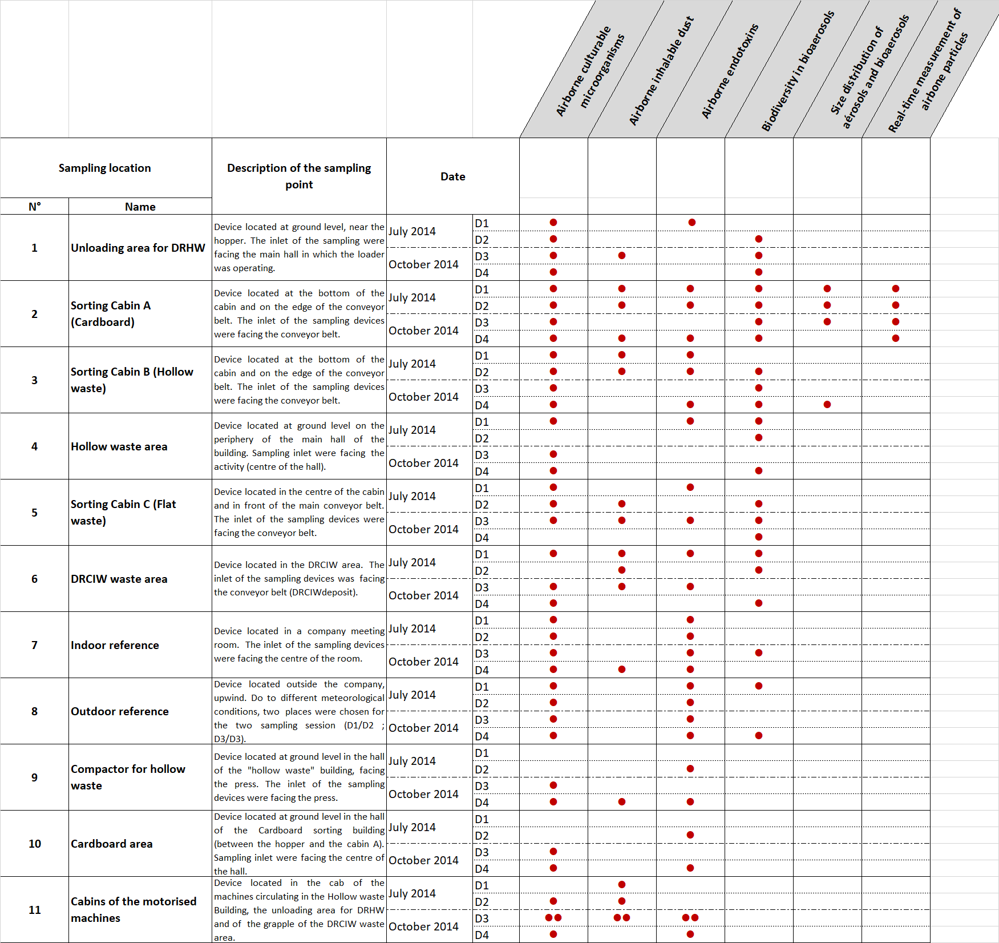 Airborne culturable
microorganisms
Airborne inhalable dust
Airborne endotoxins
Biodiversity in bioaerosols
Size distribution of
aérosols and bioaerosols
Real-time measurement of
airbone particles
Sampling location
Description of the sampling
point
Date
N°
Name
1
Unloading area for DRHW
Device located at ground level, near the
hopper. The inlet of the sampling were
facing the main hall in which the loader
was operating.
July 2014
October 2014
D1
D2
D3
D4
2
Sorting Cabin A
(Cardboard)
Device located at the bottom of the
cabin and on the edge of the conveyor
belt. The inlet of the sampling devices
were facing the conveyor belt.
July 2014
October 2014
D1
D2
D3
D4
3
Sorting Cabin B (Hollow
waste)
Device located at the bottom of the
cabin and on the edge of the conveyor
belt. The inlet of the sampling devices
were facing the conveyor belt.
July 2014
October 2014
D1
D2
D3
D4
4
Hollow waste area
Device located at ground level on the
periphery of the main hall of the
building. Sampling inlet were facing the
activity (centre of the hall).
July 2014
October 2014
D1
D2
D3
D4
5
Sorting Cabin C (Flat
waste)
Device located in the centre of the cabin
and in front of the main conveyor belt.
The inlet of the sampling devices were
facing the conveyor belt.
July 2014
October 2014
D1
D2
D3
D4
6
DRCIW waste area
Device located in the DRCIW area. The
inlet of the sampling devices was facing
the conveyor belt (DRCIWdeposit).
July 2014
October 2014
D1
D2
D3
D4
7
Indoor reference
Device located in a company meeting
room. The inlet of the sampling devices
were facing the centre of the room.
July 2014
October 2014
D1
D2
D3
D4
8
Outdoor reference
Device located outside the company,
upwind. Do to different meteorological
conditions, two places were chosen for
the two sampling session (D1/D2 ;
D3/D3).
July 2014
October 2014
D1
D2
D3
D4
9
Compactor for hollow
waste
Device located at ground level in the hall
of the "hollow waste" building, facing
the press. The inlet of the sampling
devices were facing the press.
July 2014
October 2014
D1
D2
D3
D4
10
Cardboard area
Device located at ground level in the hall
of the Cardboard sorting building
(between the hopper and the cabin A).
Sampling inlet were facing the centre of
the hall.
July 2014
October 2014
D1
D2
D3
D4
11
Cabins of the motorised
machines
Device located in the cab of the
machines circulating in the Hollow waste
Building, the unloading area for DRHW
and of the grapple of the DRCIW waste
area.
July 2014
October 2014
D1
D2
D3
D4